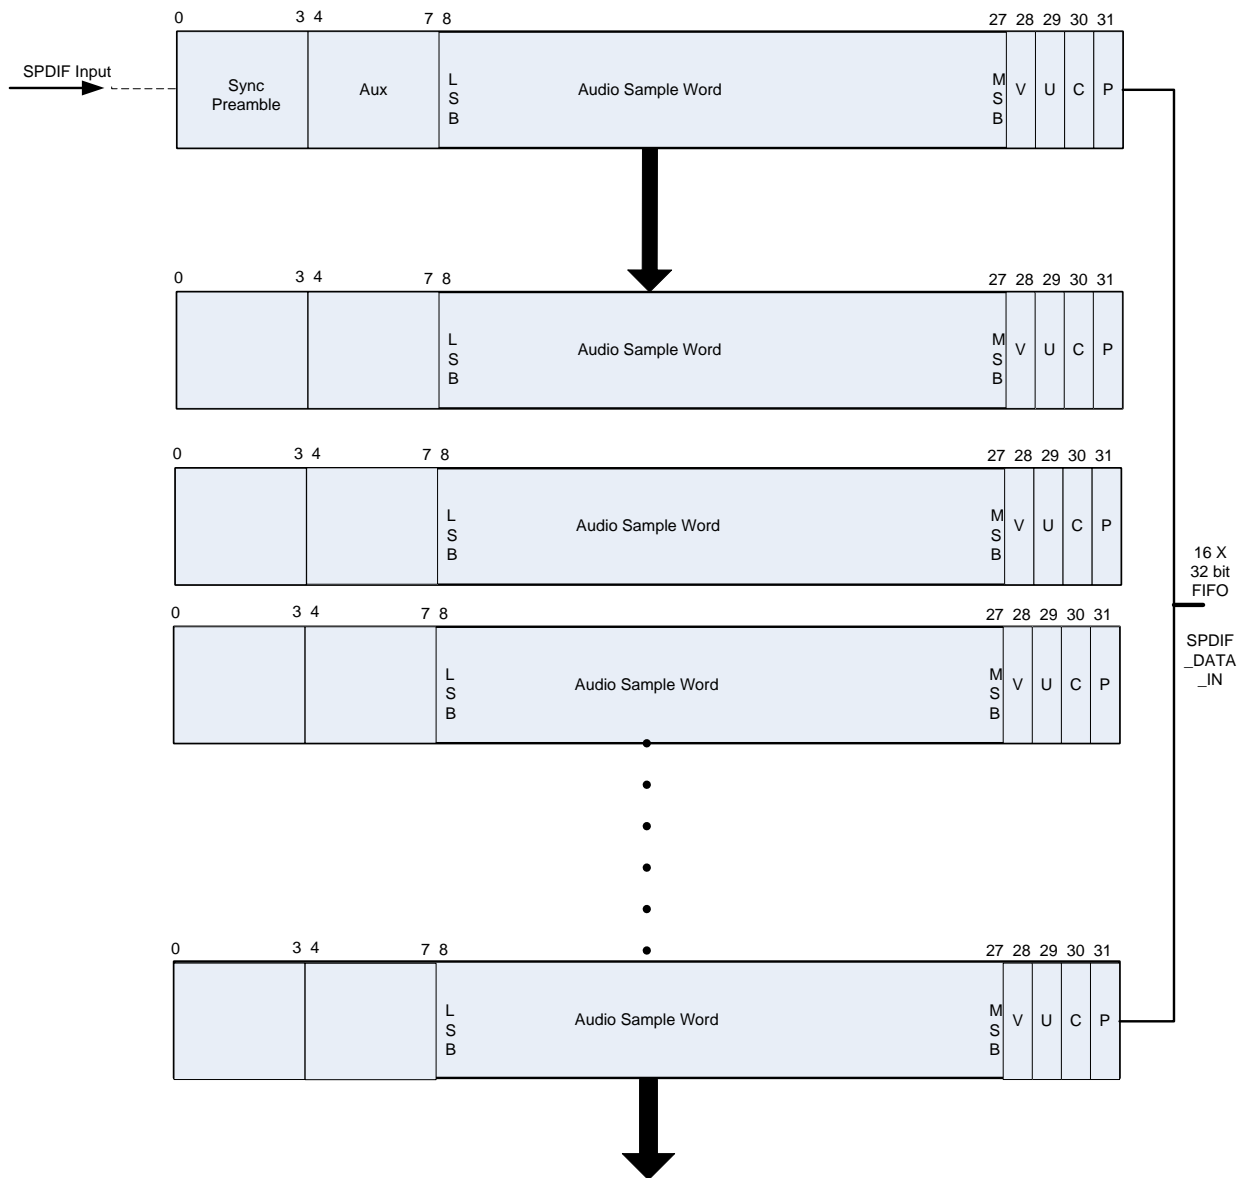 0 3 4 7 8 27 28 29 30 31
SPDIF Input
Sync
Preamble
Aux
L
S
B
Audio Sample Word
M
S
B
V U C P
0 3 4 7 8 27 28 29 30 31
L
S
B
Audio Sample Word
M
S
B
V U C P
0 3 4 7 8 27 28 29 30 31
L
S
B
Audio Sample Word
M
S
B
V U C P
16 X
32 bit
FIFO
SPDIF
_DATA
_IN
0 3 4 7 8 27 28 29 30 31
L
S
B
Audio Sample Word
M
S
B
V U C P
0 3 4 7 8 27 28 29 30 31
L
S
B
Audio Sample Word
M
S
B
V U C P